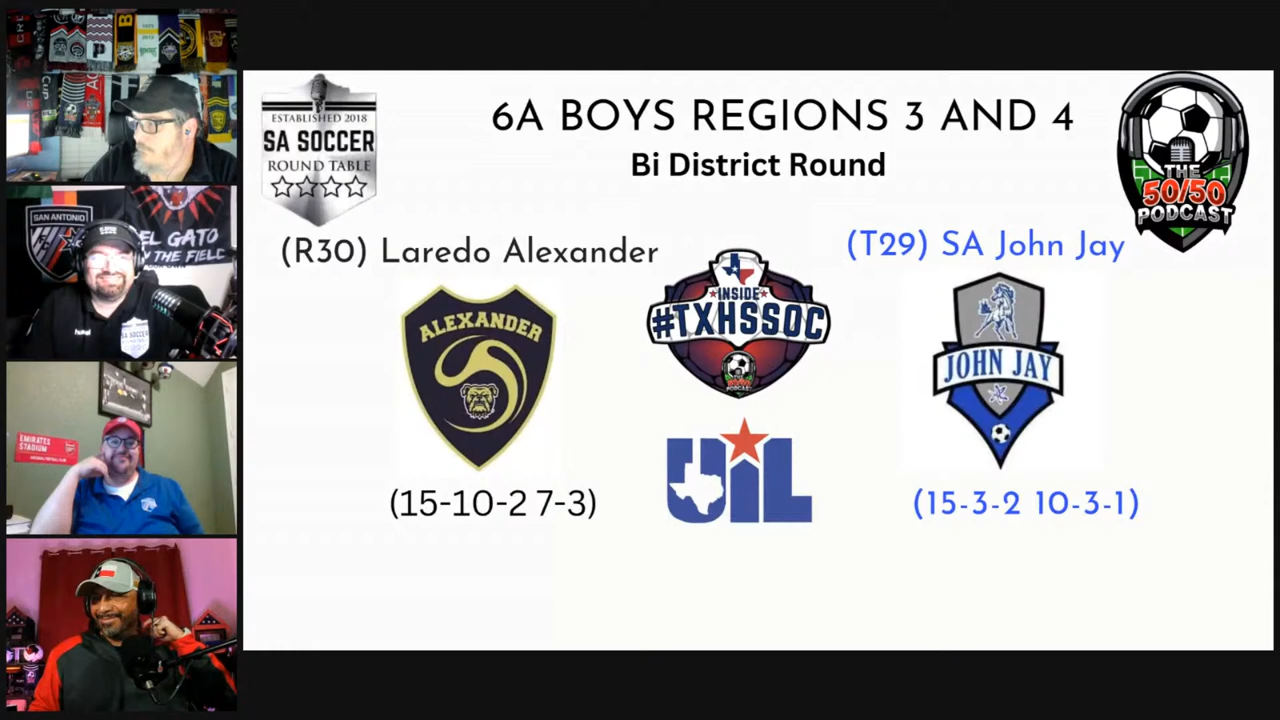 6A BOYS REGIONS 3 AND 4
Bi District Round
ESTABLISHED 2018
SA SOCCER
ROUND TABLE
THE
50/50
PODCAST
(R30) Laredo Alexander
(T29) SA John Jay
ALEXANDER
INSIDE
#TXHSSOC
JOHN JAY
UIL
(15-10-2 7-3)
(15-3-2 10-3-1)
SAN ANTONIO
EL GATO
THE FIELD
SA SOCCER
EMIRATES
STADIUM